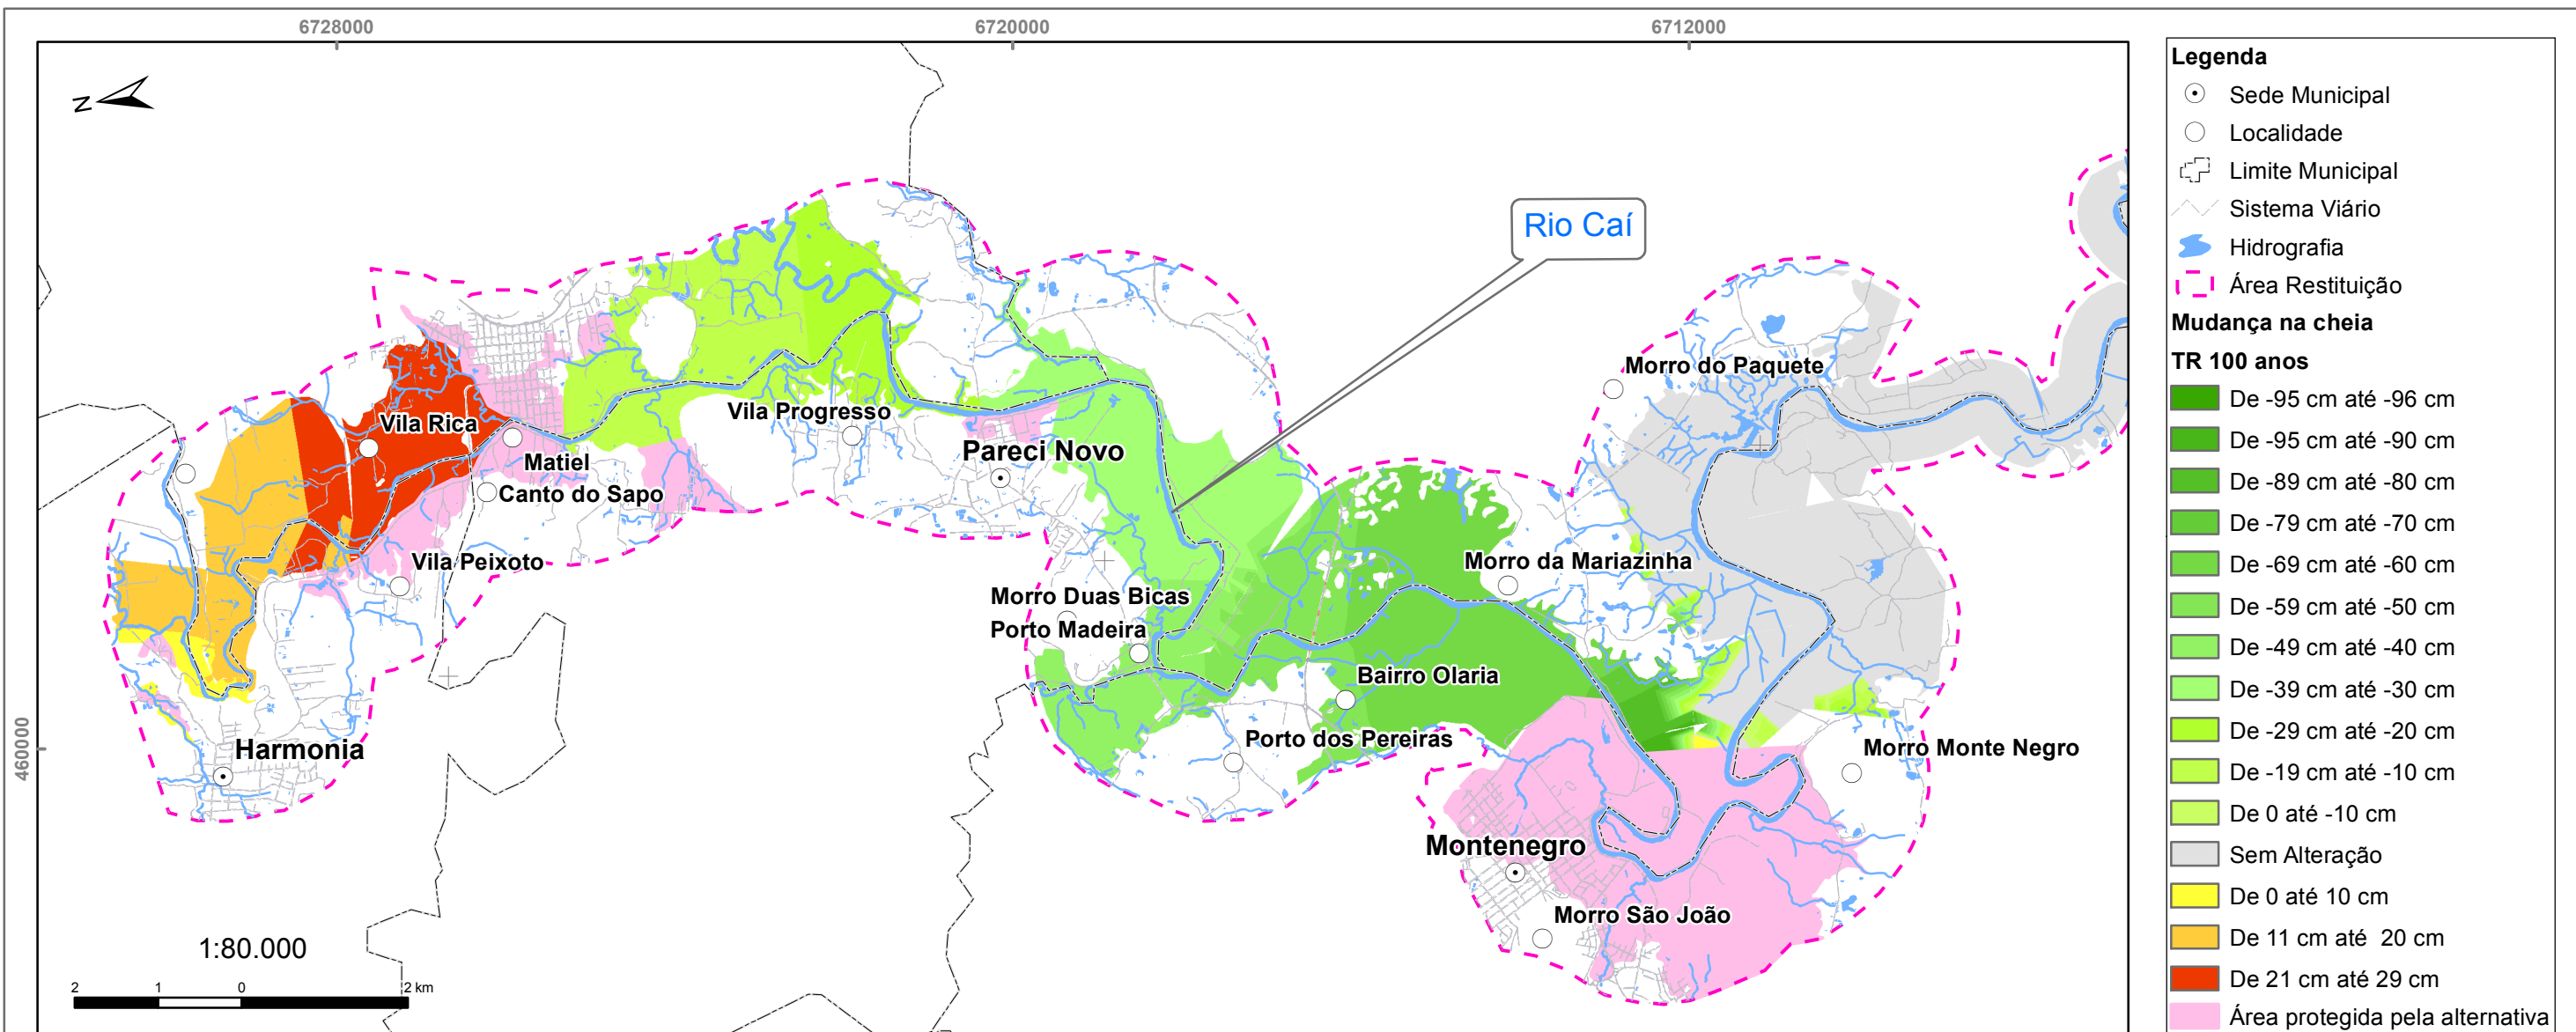 6728000
6720000
6712000
N
Rio Caí
Morro do Paquete
Vila Rica
Vila Progresso
Pareci Novo
Matiel
Canto do Sapo
Vila Peixoto
Morro da Mariazinha
Morro Duas Bicas
Porto Madeira
Bairro Olaria
Porto dos Pereiras
Harmonia
Morro Monte Negro
Montenegro
Morro São João
460000
1:80.000
2 1 0 2 km
Legenda
Sede Municipal
Localidade
Limite Municipal
Sistema Viário
Hidrografia
Área Restituição
Mudança na cheia
TR 100 anos
De -95 cm até -96 cm
De -95 cm até -90 cm
De -89 cm até -80 cm
De -79 cm até -70 cm
De -69 cm até -60 cm
De -59 cm até -50 cm
De -49 cm até -40 cm
De -39 cm até -30 cm
De -29 cm até -20 cm
De -19 cm até -10 cm
De 0 até -10 cm
Sem Alteração
De 0 até 10 cm
De 11 cm até 20 cm
De 21 cm até 29 cm
Área protegida pela alternativa